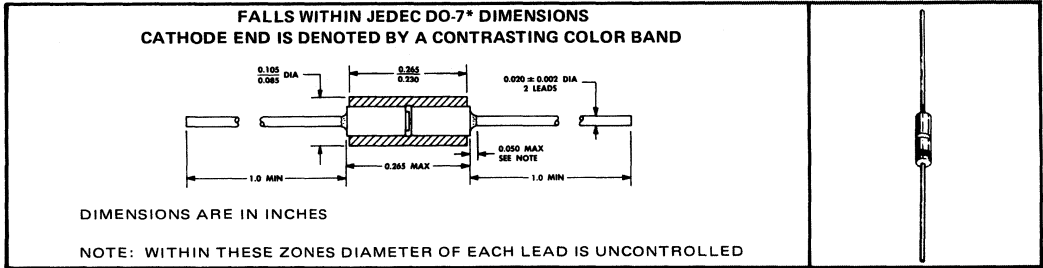 FALLS WITHIN JEDEC DO-7* DIMENSIONS
CATHODE END IS DENOTED BY A CONTRASTING COLOR BAND
0.105
0.085 DIA
0.265
0.230
0.020 ± 0.002 DIA
2 LEADS
0.050 MAX
SEE NOTE
0.265 MAX
1.0 MIN
1.0 MIN
DIMENSIONS ARE IN INCHES
NOTE: WITHIN THESE ZONES DIAMETER OF EACH LEAD IS UNCONTROLLED